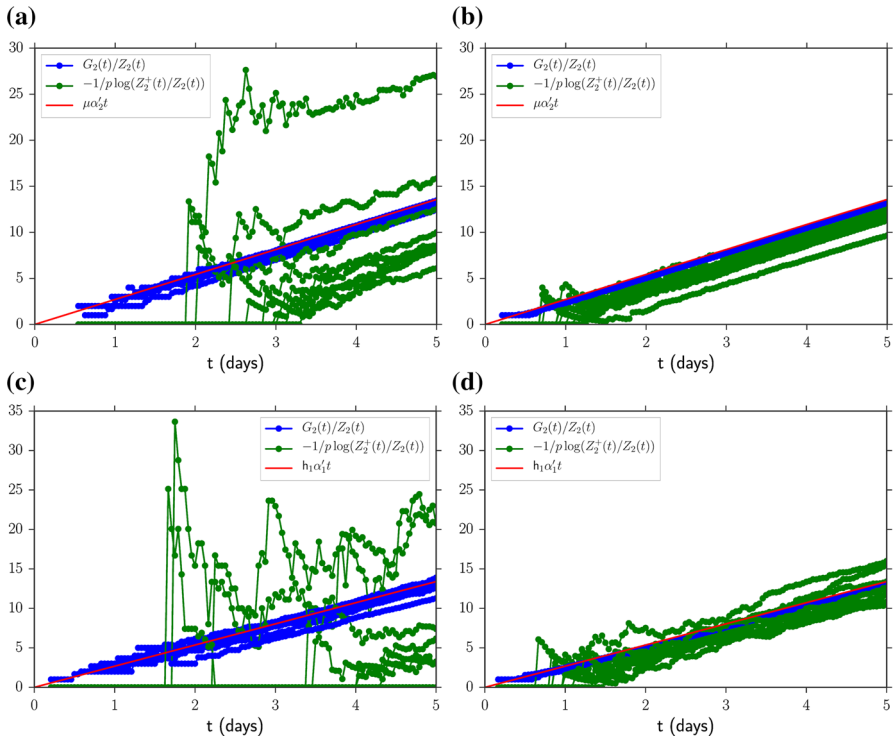 (a)
(b)
30
25
20
15
10
5
0
G₂(t)/Z₂(t)
−1/p log(Z₂⁺(t)/Z₂(t))
μα′₂t
0 1 2 3 4 5
t (days)
30
25
20
15
10
5
0
G₂(t)/Z₂(t)
−1/p log(Z₂⁺(t)/Z₂(t))
μα′₂t
0 1 2 3 4 5
t (days)
(c)
(d)
35
30
25
20
15
10
5
0
G₂(t)/Z₂(t)
−1/p log(Z₂⁺(t)/Z₂(t))
h₁α′₁t
0 1 2 3 4 5
t (days)
35
30
25
20
15
10
5
0
G₂(t)/Z₂(t)
−1/p log(Z₂⁺(t)/Z₂(t))
h₁α′₁t
0 1 2 3 4 5
t (days)